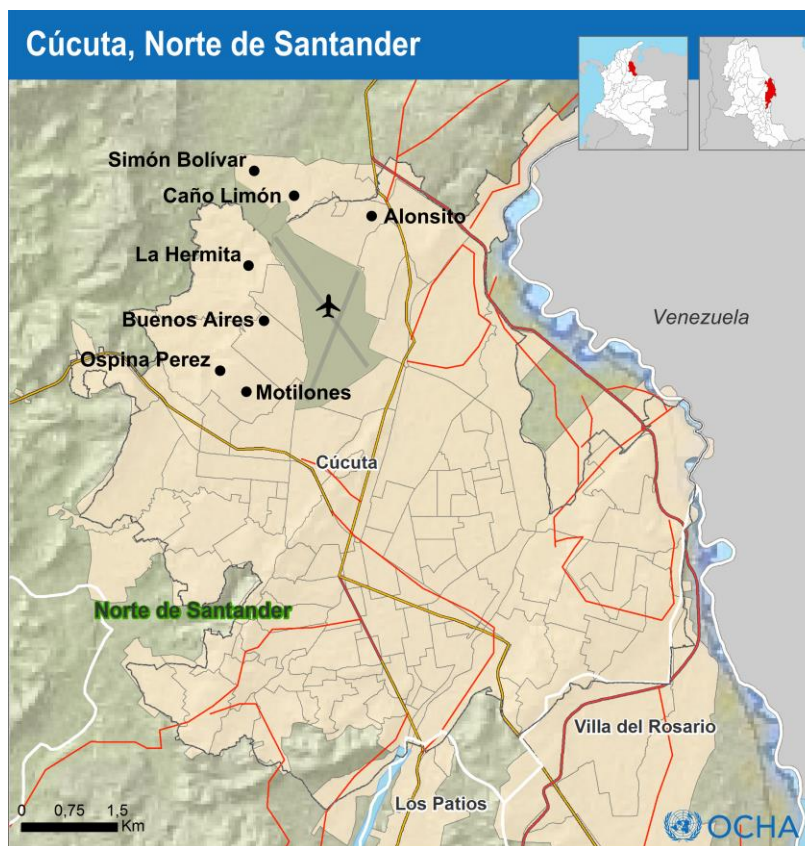 Cúcuta, Norte de Santander
Simón Bolívar
Caño Limón
Alonsito
La Hermita
Venezuela
Buenos Aires
Ospina Perez
Motilones
Cúcuta
Norte de Santander
Villa del Rosario
Los Patios
0 0,75 1,5
Km
OCHA